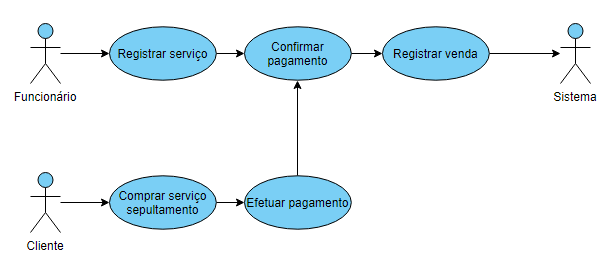 Registrar serviço
Confirmar
pagamento
Registrar venda
Funcionário
Sistema
Comprar serviço
sepultamento
Efetuar pagamento
Cliente